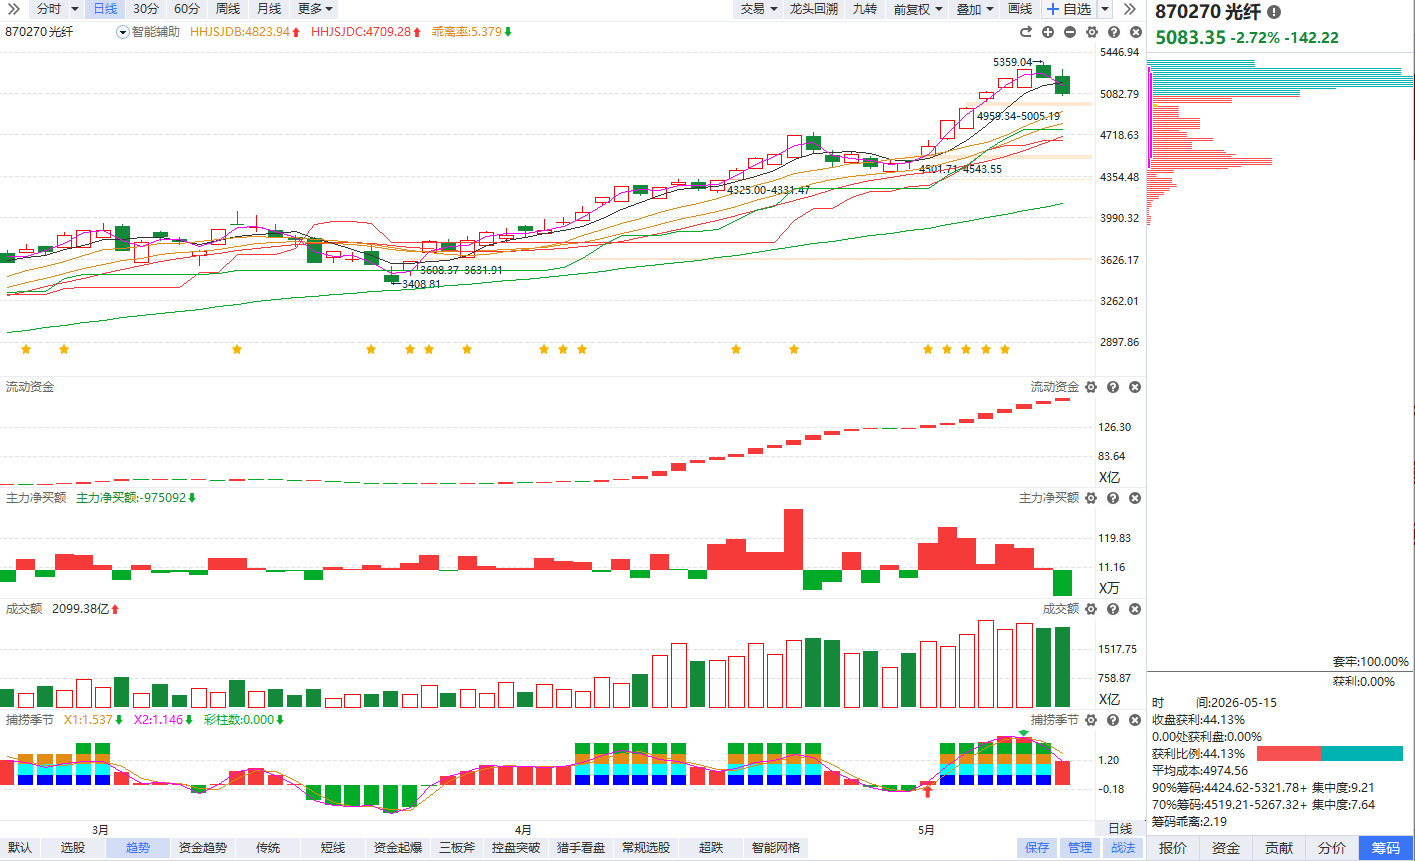 分时 日线 30分 60分 周线 月线 更多 交易 龙头回溯 九转 前复权 叠加 画线 自选
870270 光纤
5083.35 -2.72% -142.22
870270 光纤 智能辅助 HHJSJDB:4823.94 HHJSJDC:4709.28 乖离率:5.379
5446.94
5359.04
5082.79
4959.34-5005.19
4718.63
4501.71-4543.55
4354.48
4325.00-4331.47
3990.32
3626.17
3608.37-3631.91
3408.81
3262.01
2897.86
流动资金 流动资金
126.30
83.64
X亿
主力净买额 主力净买额:-975092 主力净买额
119.83
11.16
X万
成交额 2099.38亿 成交额
1517.75
758.87
X亿
捕捞季节 X1:1.537 X2:1.146 彩柱数:0.000 捕捞季节
1.20
-0.18
3月 4月 5月 日线
默认 选股 趋势 资金趋势 传统 短线 资金起爆 三板斧 控盘突破 猎手看盘 常规选股 超跌 智能网格 保存 管理 战法
套牢:100.00%
获利:0.00%
时 间:2026-05-15
收盘获利:44.13%
0.00处获利盘:0.00%
获利比例:44.13%
平均成本:4974.56
90%筹码:4424.62-5321.78+ 集中度:9.21
70%筹码:4519.21-5267.32+ 集中度:7.64
筹码乖离:2.19
报价 资金 贡献 分价 筹码